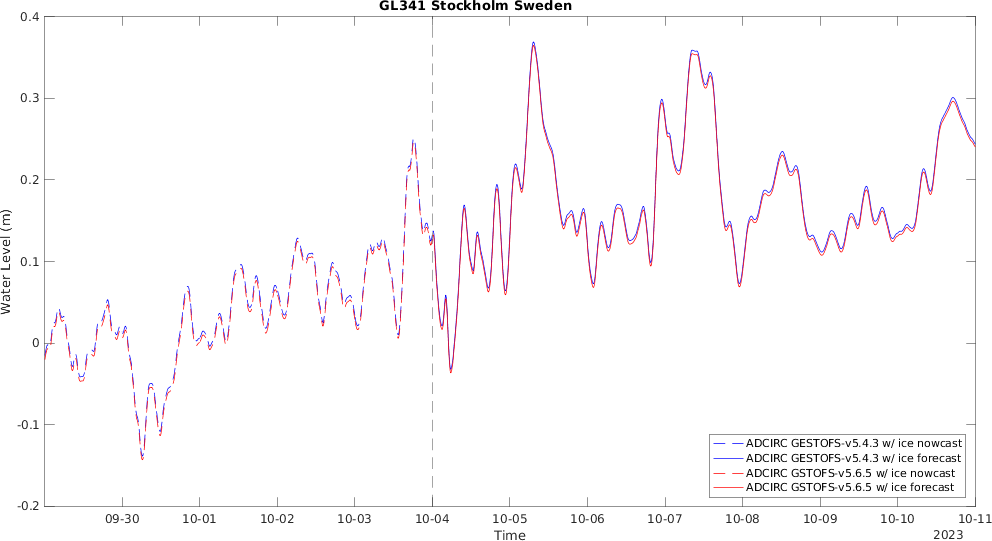 GL341 Stockholm Sweden
0.4
0.3
0.2
0.1
0
-0.1
-0.2
Water Level (m)
ADCIRC GESTOFS-v5.4.3 w/ ice nowcast
ADCIRC GESTOFS-v5.4.3 w/ ice forecast
ADCIRC GSTOFS-v5.6.5 w/ ice nowcast
ADCIRC GSTOFS-v5.6.5 w/ ice forecast
09-30 10-01 10-02 10-03 10-04 10-05 10-06 10-07 10-08 10-09 10-10 10-11
Time
2023